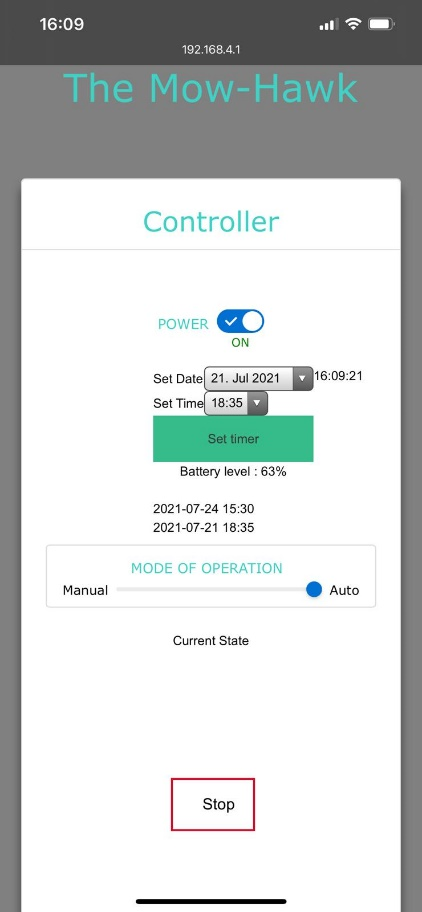 16:09
192.168.4.1
The Mow-Hawk
Controller
POWER
ON
Set Date 21. Jul 2021 16:09:21
Set Time 18:35
Set timer
Battery level : 63%
2021-07-24 15:30
2021-07-21 18:35
MODE OF OPERATION
Manual Auto
Current State
Stop